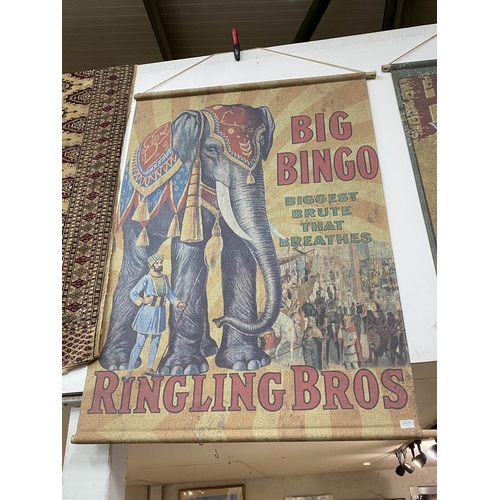 BIG
BINGO
BIGGEST
BRUTE
THAT
BREATHES
RINGLING BROS